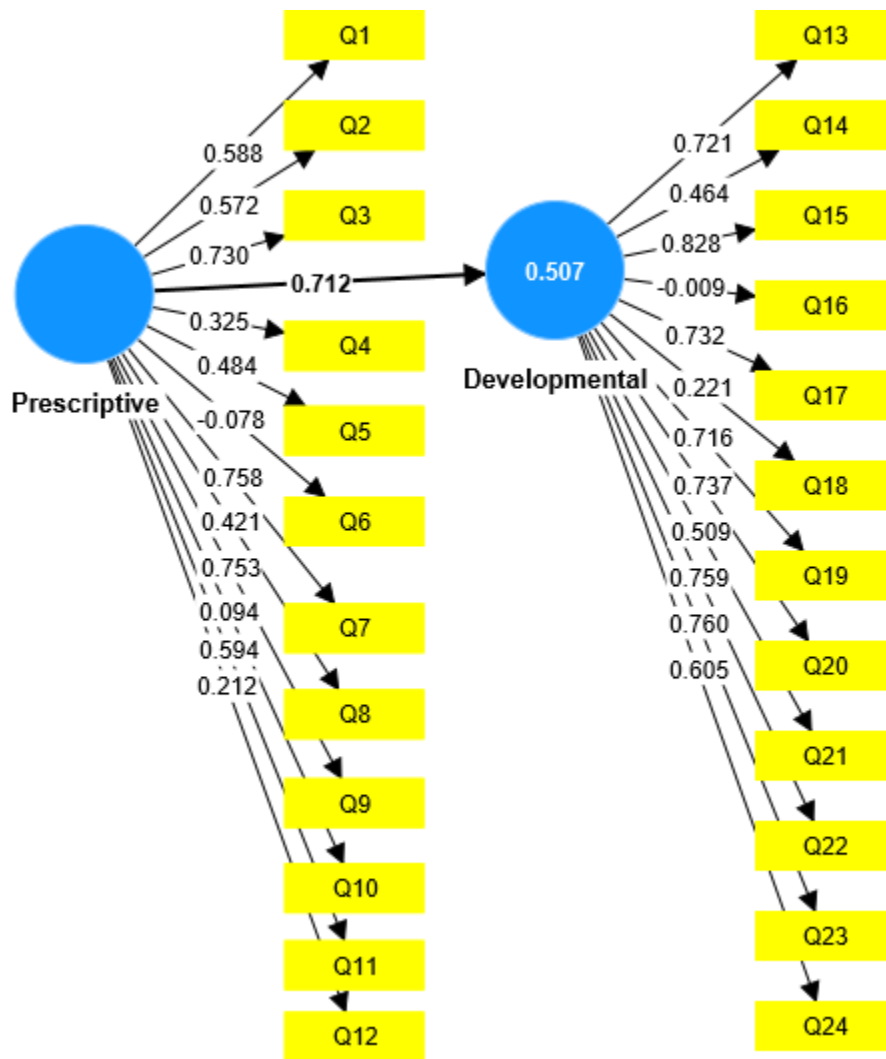 Q1
Q2
Q3
Q4
Q5
Q6
Q7
Q8
Q9
Q10
Q11
Q12
0.588
0.572
0.730
0.325
0.484
-0.078
0.758
0.421
0.753
0.094
0.594
0.212
Prescriptive
0.712
0.507
Developmental
0.721
0.464
0.828
-0.009
0.732
0.221
0.716
0.737
0.509
0.759
0.760
0.605
Q13
Q14
Q15
Q16
Q17
Q18
Q19
Q20
Q21
Q22
Q23
Q24